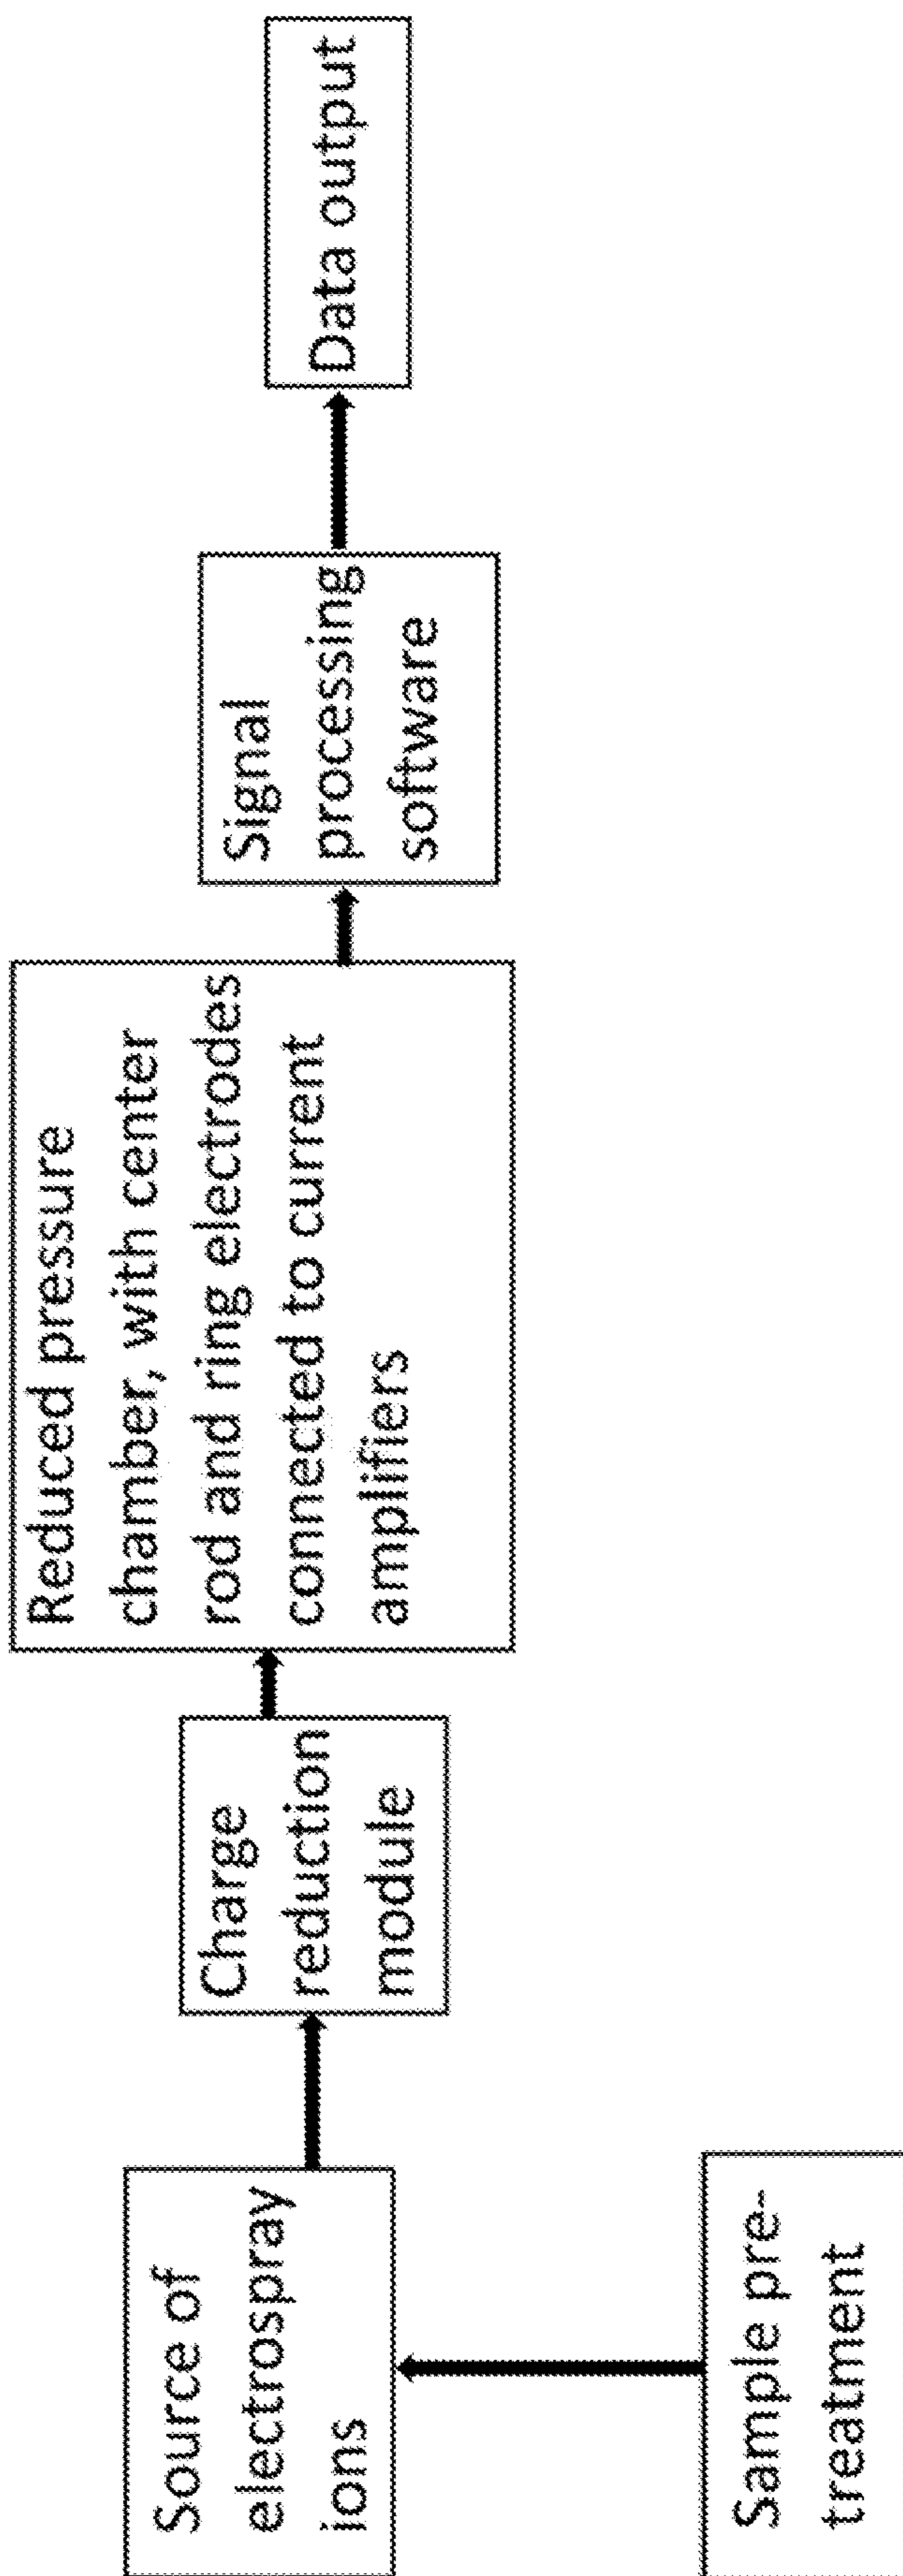 Sample pre-
treatment
Source of
electrospray
ions
Charge
reduction
module
Reduced pressure
chamber, with center
rod and ring electrodes
connected to current
amplifiers
Signal
processing
software
Data output